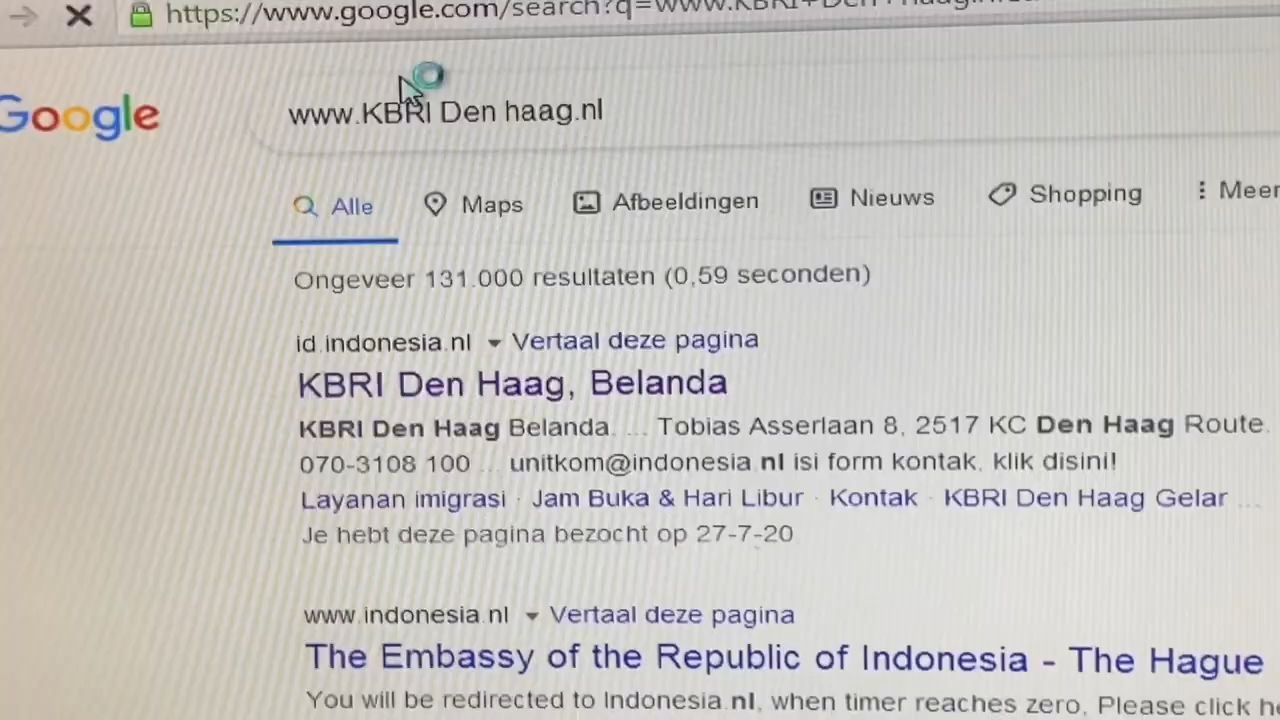 https://www.google.com/search?q=www.KBRI+Den+Haag
Google
www.KBRI Den haag.nl
Alle Maps Afbeeldingen Nieuws Shopping Meer
Ongeveer 131.000 resultaten (0,59 seconden)
id.indonesia.nl Vertaal deze pagina
KBRI Den Haag, Belanda
KBRI Den Haag Belanda. ... Tobias Asserlaan 8, 2517 KC Den Haag Route.
070-3108 100 ... unitkom@indonesia.nl isi form kontak, klik disini!
Layanan imigrasi · Jam Buka & Hari Libur · Kontak · KBRI Den Haag Gelar ...
Je hebt deze pagina bezocht op 27-7-20
www.indonesia.nl Vertaal deze pagina
The Embassy of the Republic of Indonesia - The Hague
You will be redirected to Indonesia.nl, when timer reaches zero, Please click